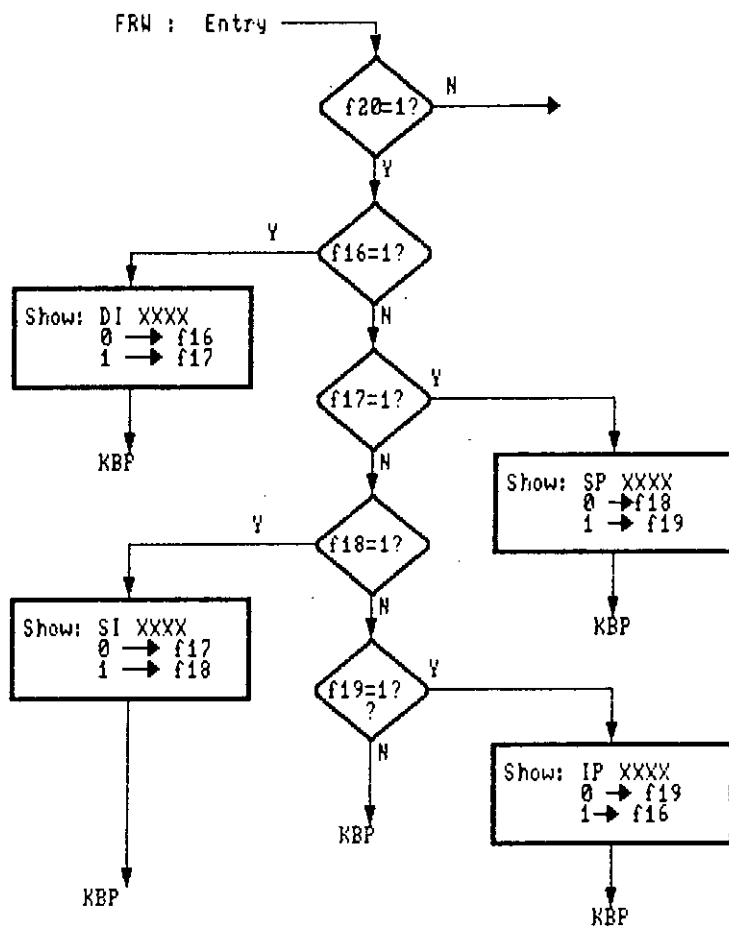 FRW : Entry
f20=1?
N
Y
f16=1?
Y
N
Show: DI XXXX
0 → f16
1 → f17
KBP
f17=1?
Y
N
Show: SP XXXX
0 → f18
1 → f19
KBP
f18=1?
Y
N
Show: SI XXXX
0 → f17
1 → f18
KBP
f19=1?
?
Y
N
KBP
Show: IP XXXX
0 → f19
1 → f16
KBP